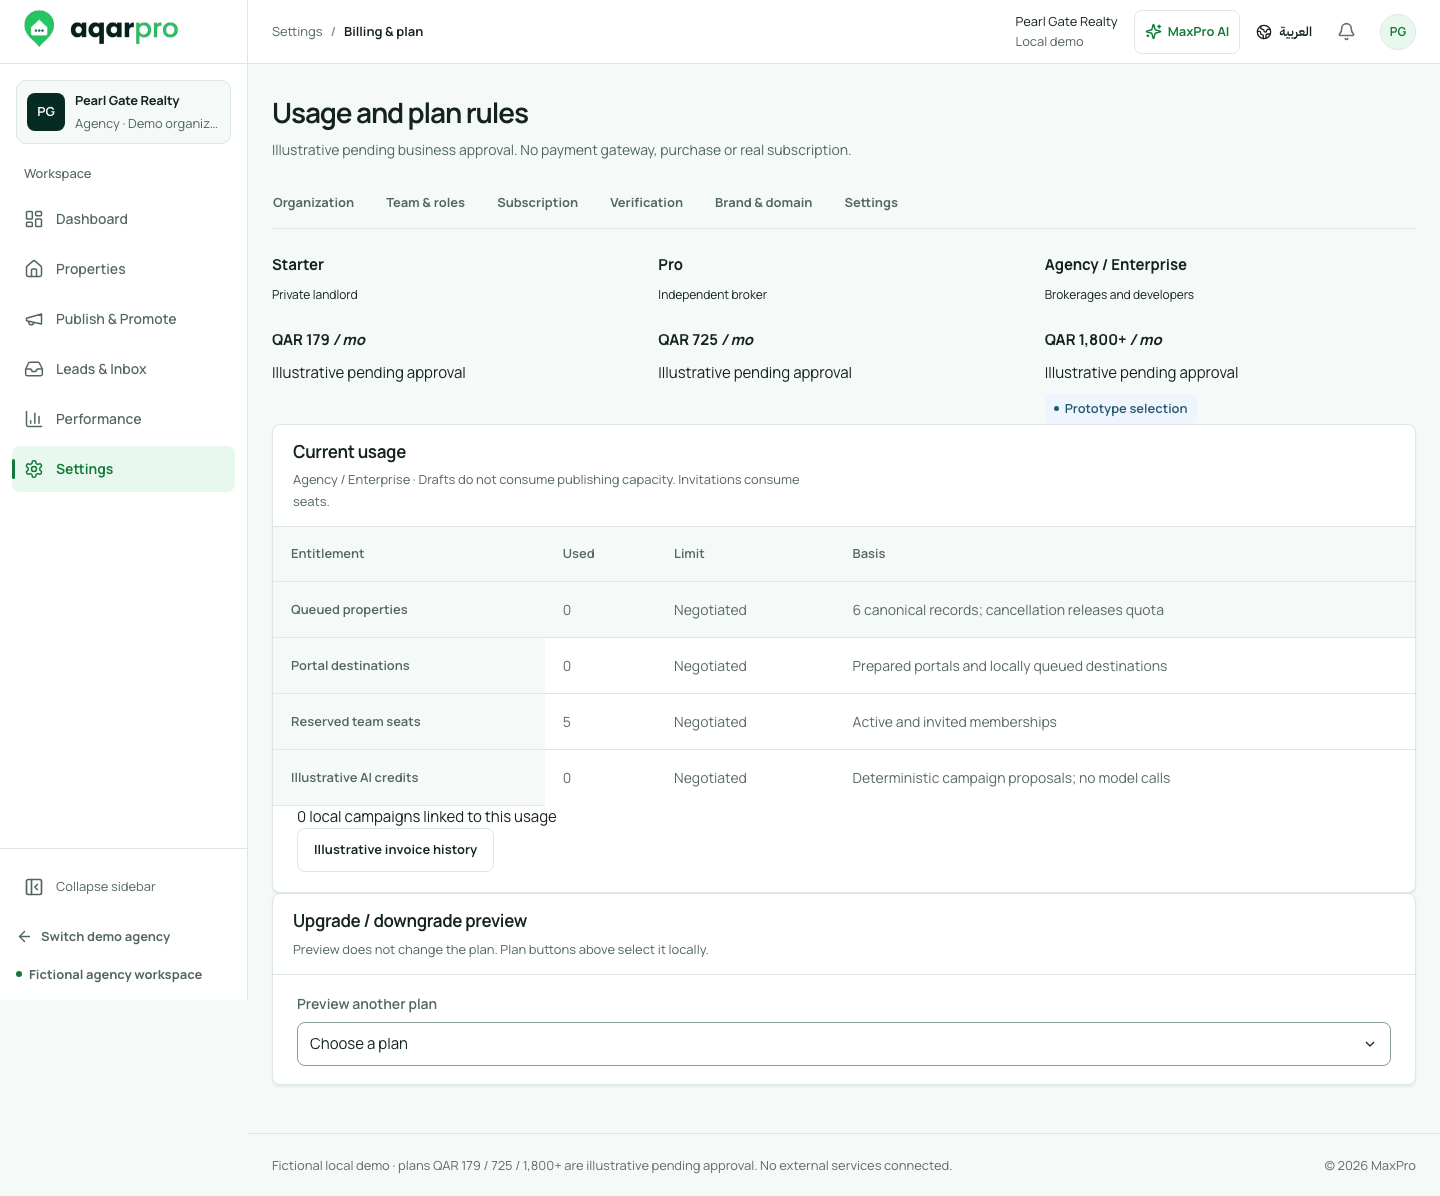 aqarpro
Settings / Billing & plan
Pearl Gate Realty
Local demo
MaxPro AI
العربية
PG
PG
Pearl Gate Realty
Agency · Demo organiz...
Workspace
Dashboard
Properties
Publish & Promote
Leads & Inbox
Performance
Settings
Collapse sidebar
Switch demo agency
Fictional agency workspace
Usage and plan rules
Illustrative pending business approval. No payment gateway, purchase or real subscription.
Organization Team & roles Subscription Verification Brand & domain Settings
Starter
Private landlord
QAR 179 / mo
Illustrative pending approval
Pro
Independent broker
QAR 725 / mo
Illustrative pending approval
Agency / Enterprise
Brokerages and developers
QAR 1,800+ / mo
Illustrative pending approval
Prototype selection
Current usage
Agency / Enterprise · Drafts do not consume publishing capacity. Invitations consume
seats.
Entitlement Used Limit Basis
Queued properties 0 Negotiated 6 canonical records; cancellation releases quota
Portal destinations 0 Negotiated Prepared portals and locally queued destinations
Reserved team seats 5 Negotiated Active and invited memberships
Illustrative AI credits 0 Negotiated Deterministic campaign proposals; no model calls
0 local campaigns linked to this usage
Illustrative invoice history
Upgrade / downgrade preview
Preview does not change the plan. Plan buttons above select it locally.
Preview another plan
Choose a plan
Fictional local demo · plans QAR 179 / 725 / 1,800+ are illustrative pending approval. No external services connected.
© 2026 MaxPro